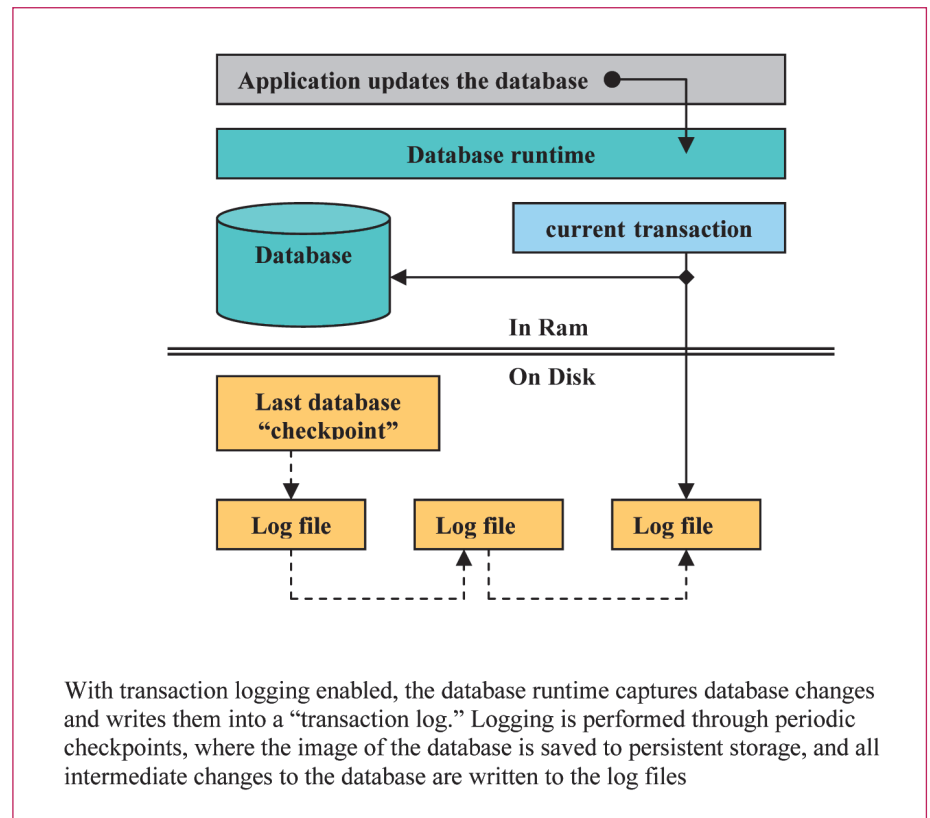 Application updates the database
Database runtime
current transaction
Database
In Ram
On Disk
Last database
“checkpoint”
Log file
Log file
Log file
With transaction logging enabled, the database runtime captures database changes
and writes them into a “transaction log.” Logging is performed through periodic
checkpoints, where the image of the database is saved to persistent storage, and all
intermediate changes to the database are written to the log files